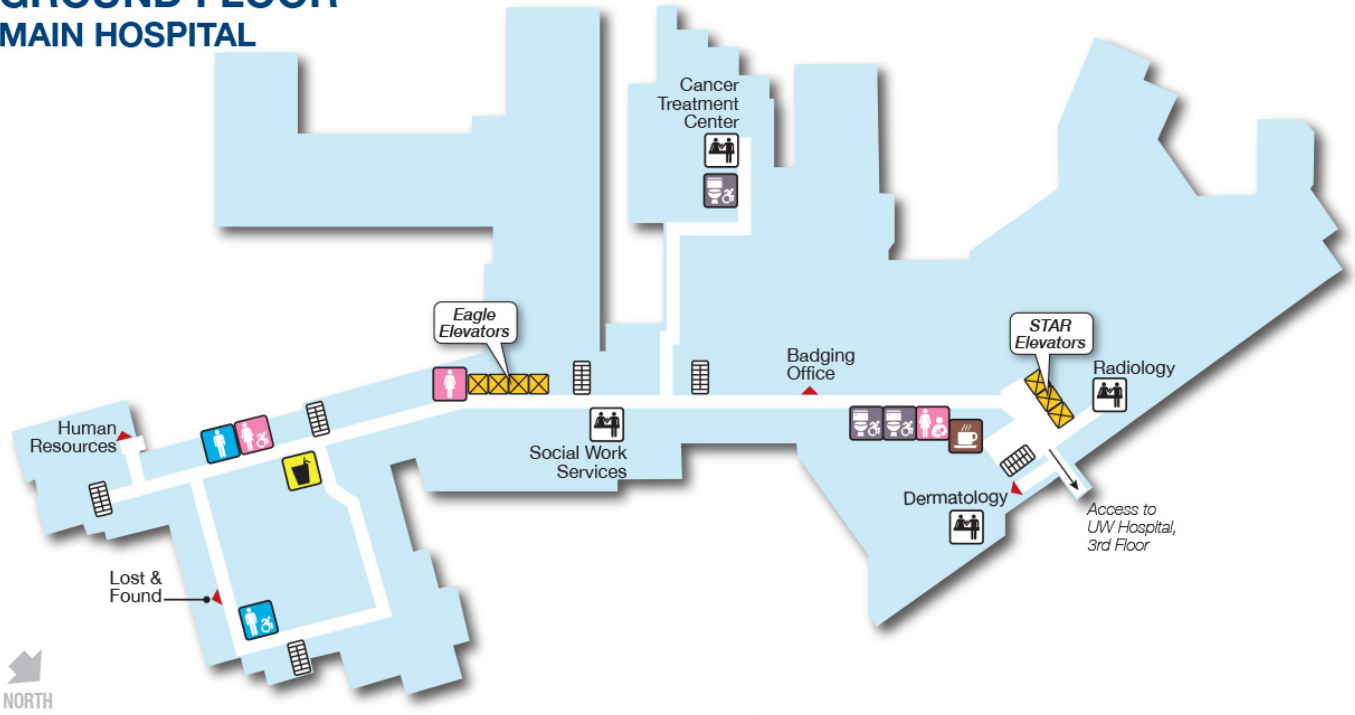 GROUND FLOOR
MAIN HOSPITAL
Cancer
Treatment
Center
Eagle
Elevators
STAR
Elevators
Badging
Office
Radiology
Human
Resources
Social Work
Services
Dermatology
Access to
UW Hospital,
3rd Floor
Lost &
Found
NORTH